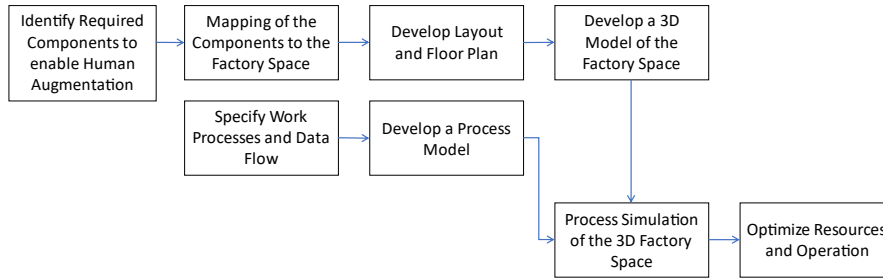 Identify Required
Components to
enable Human
Augmentation
Mapping of the
Components to the
Factory Space
Develop Layout
and Floor Plan
Develop a 3D
Model of the
Factory Space
Specify Work
Processes and Data
Flow
Develop a Process
Model
Process Simulation
of the 3D Factory
Space
Optimize Resources
and Operation